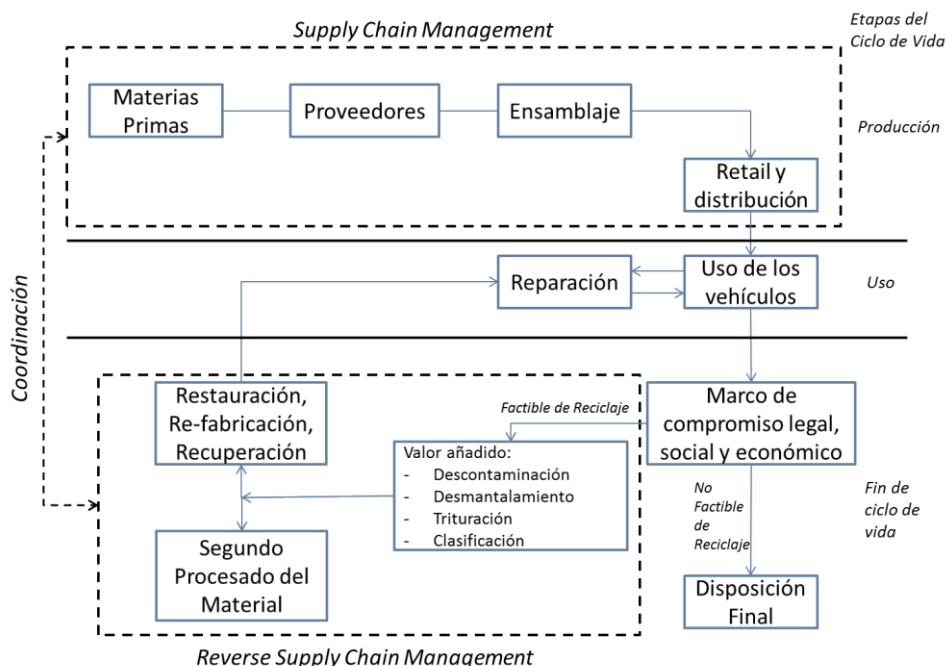 Supply Chain Management
Etapas del
Ciclo de Vida
Materias
Primas
Proveedores
Ensamblaje
Producción
Retail y
distribución
Coordinación
Reparación
Uso de los
vehículos
Uso
Restauración,
Re-fabricación,
Recuperación
Factible de Reciclaje
Marco de
compromiso legal,
social y económico
Valor añadido:
- Descontaminación
- Desmantalamiento
- Trituración
- Clasificación
No
Factible
de
Reciclaje
Fin de
ciclo de
vida
Segundo
Procesado del
Material
Disposición
Final
Reverse Supply Chain Management